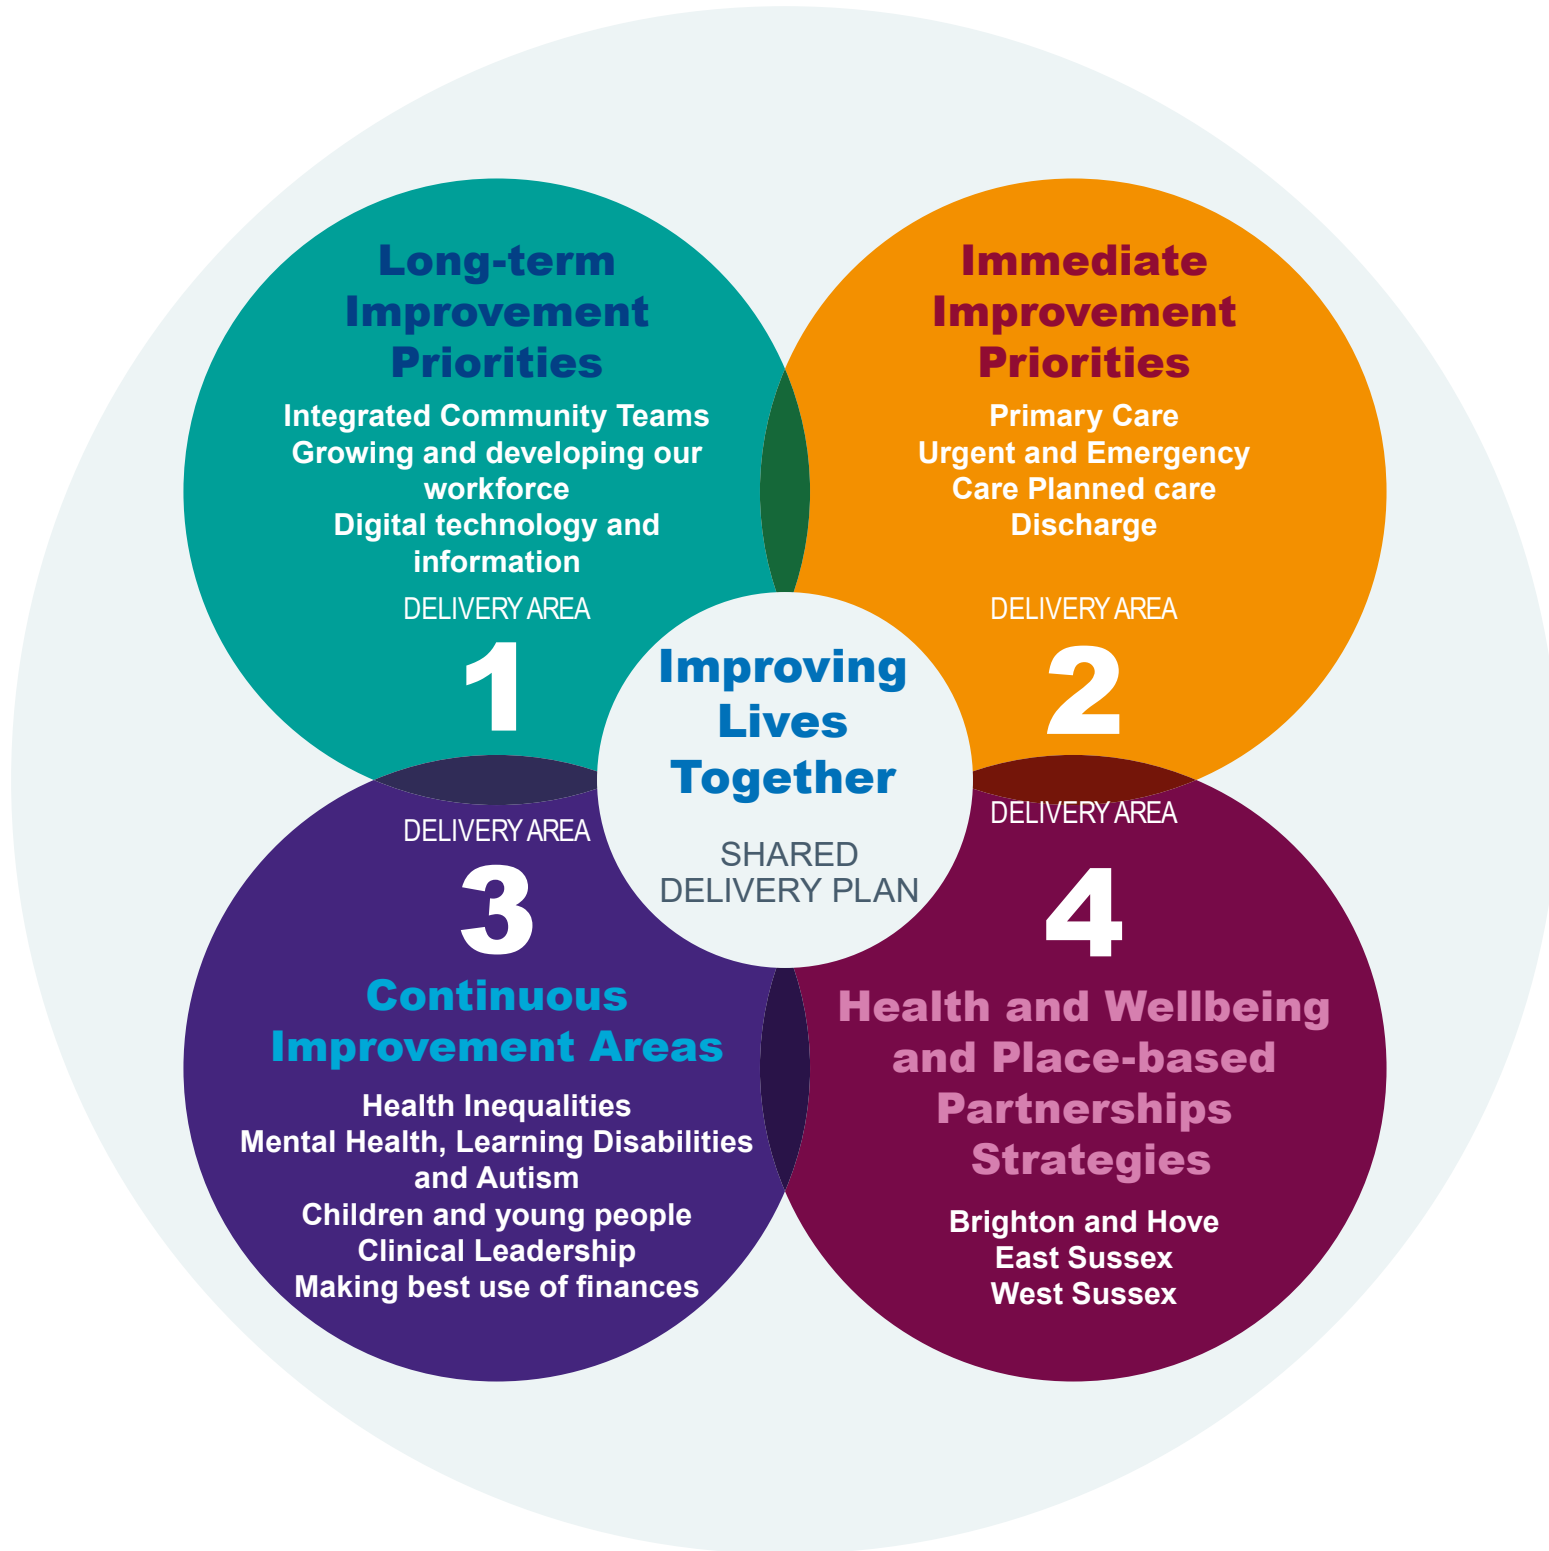 Long-term
Improvement
Priorities
Integrated Community Teams
Growing and developing our
workforce
Digital technology and
information
DELIVERY AREA
1
Immediate
Improvement
Priorities
Primary Care
Urgent and Emergency
Care Planned care
Discharge
DELIVERY AREA
2
Improving
Lives
Together
SHARED
DELIVERY PLAN
DELIVERY AREA
3
Continuous
Improvement Areas
Health Inequalities
Mental Health, Learning Disabilities
and Autism
Children and young people
Clinical Leadership
Making best use of finances
DELIVERY AREA
4
Health and Wellbeing
and Place-based
Partnerships
Strategies
Brighton and Hove
East Sussex
West Sussex